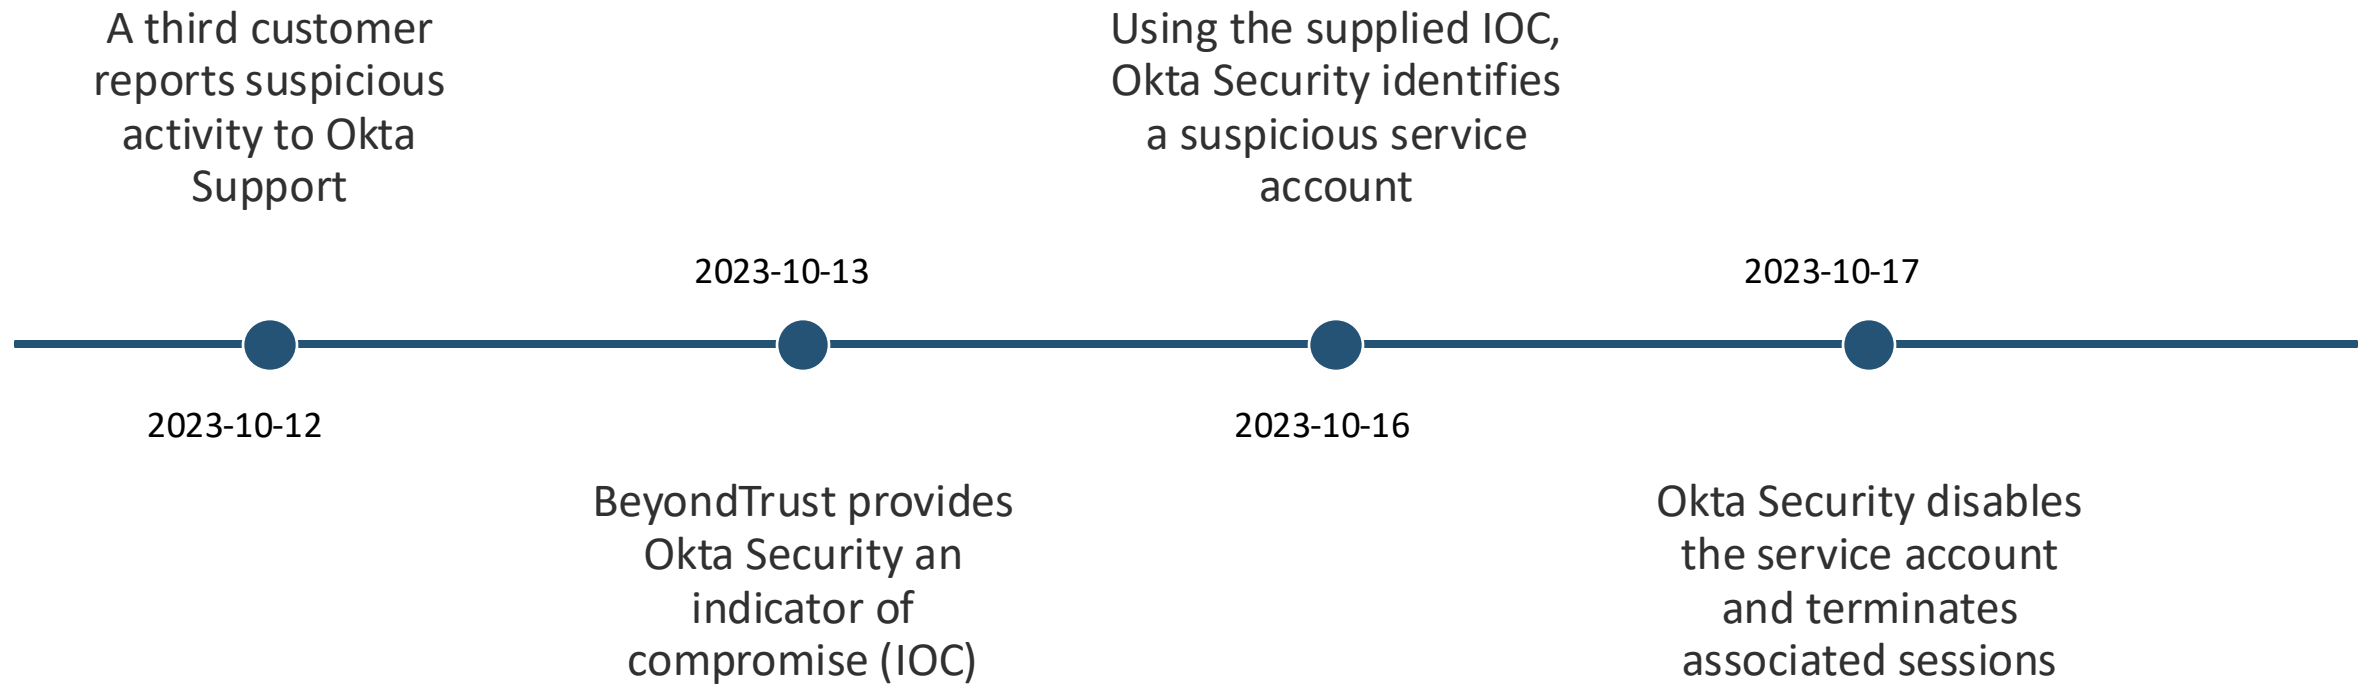 A third customer
reports suspicious
activity to Okta
Support
2023-10-12
2023-10-13
BeyondTrust provides
Okta Security an
indicator of
compromise (IOC)
Using the supplied IOC,
Okta Security identifies
a suspicious service
account
2023-10-16
2023-10-17
Okta Security disables
the service account
and terminates
associated sessions